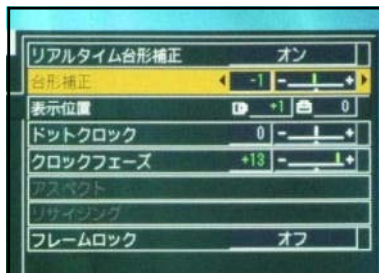 リアルタイム台形補正 オン
台形補正 -1 - +
表示位置 +1 0
ドットクロック 0 - +
クロックフェーズ +13 - +
アスペクト
リサイジング
フレームロック オフ